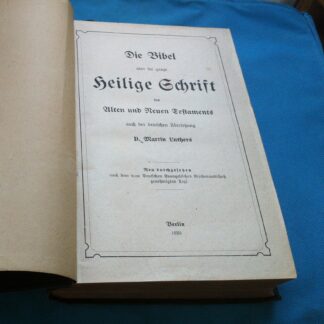 Die Bibel
oder die ganze
Heilige Schrift
des
Alten und Neuen Testaments
nach der deutschen Übersetzung
D. Martin Luthers
Neu durchgesehen
nach dem vom Deutschen Evangelischen Kirchenausschuß
genehmigten Text
Berlin